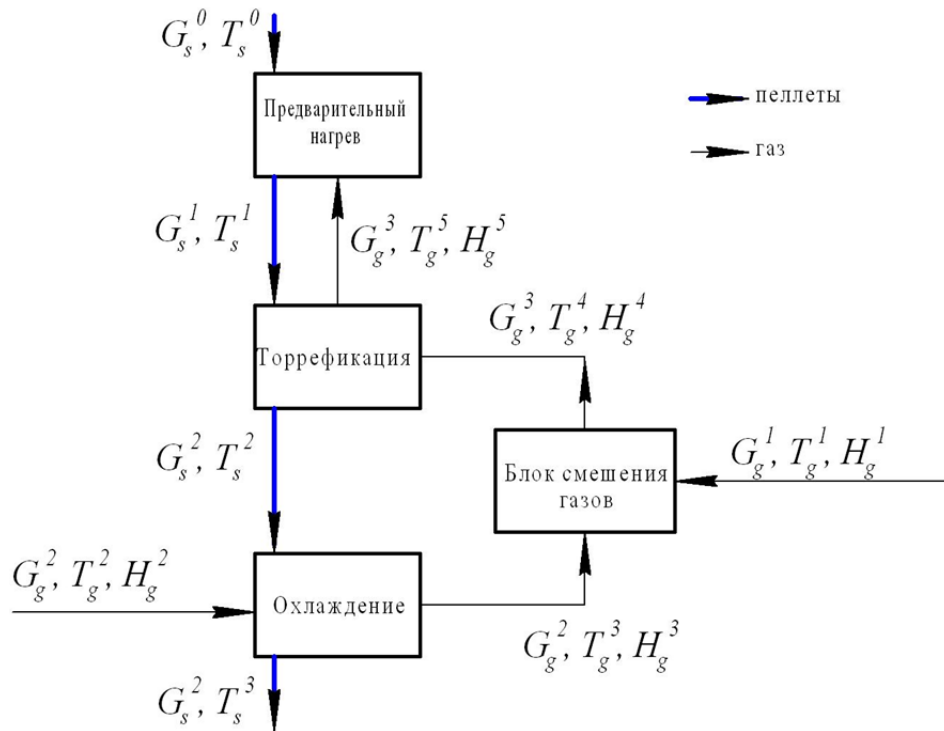 G_s^0, T_s^0
Предварительный
нагрев
пеллеты
газ
G_s^1, T_s^1
G_g^3, T_g^5, H_g^5
G_g^3, T_g^4, H_g^4
Торрефикация
G_s^2, T_s^2
Блок смешения
газов
G_g^1, T_g^1, H_g^1
G_g^2, T_g^2, H_g^2
Охлаждение
G_g^2, T_g^3, H_g^3
G_s^2, T_s^3